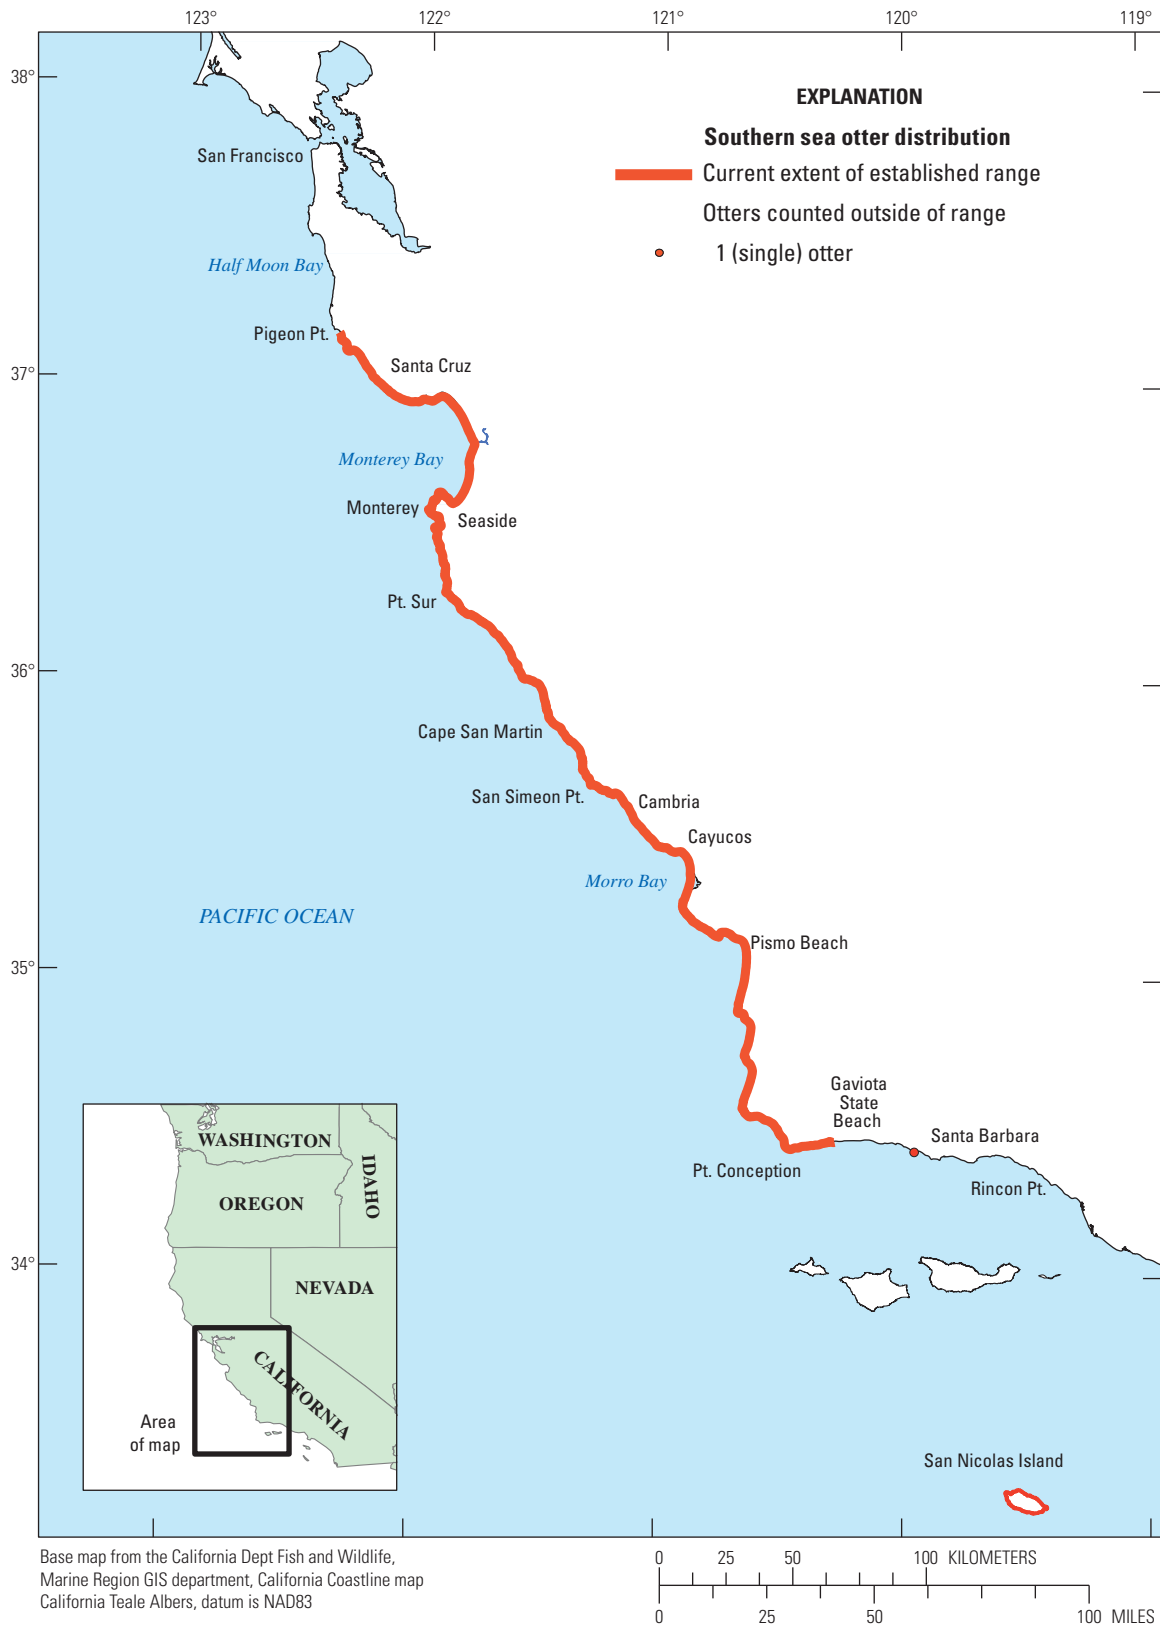 123°
122°
121°
120°
119°
38°
37°
36°
35°
34°
EXPLANATION
Southern sea otter distribution
Current extent of established range
Otters counted outside of range
1 (single) otter
San Francisco
Half Moon Bay
Pigeon Pt.
Santa Cruz
Monterey Bay
Monterey
Seaside
Pt. Sur
Cape San Martin
San Simeon Pt.
Cambria
Cayucos
Morro Bay
PACIFIC OCEAN
Pismo Beach
Gaviota
State
Beach
Santa Barbara
Pt. Conception
Rincon Pt.
San Nicolas Island
WASHINGTON
IDAHO
OREGON
NEVADA
CALIFORNIA
Area
of map
Base map from the California Dept Fish and Wildlife,
Marine Region GIS department, California Coastline map
California Teale Albers, datum is NAD83
0 25 50 100 KILOMETERS
0 25 50 100 MILES